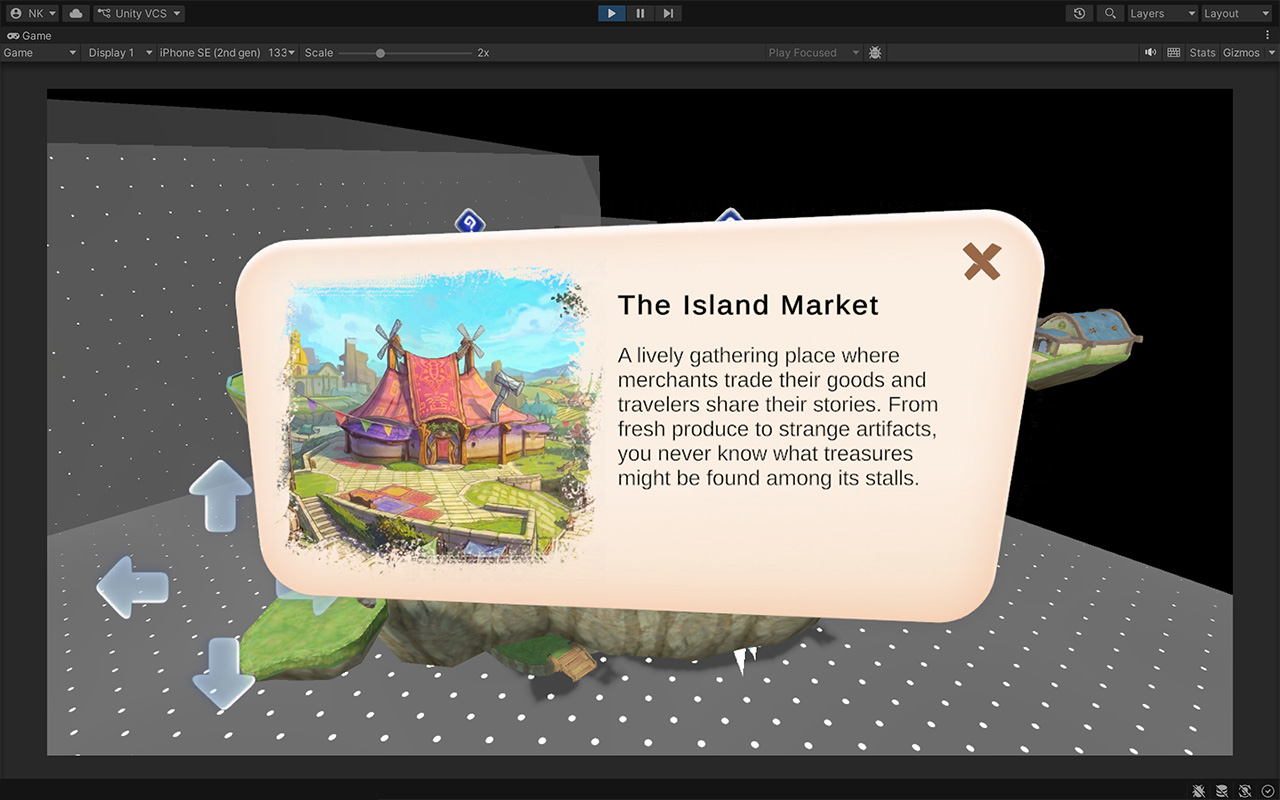 NK
Unity VCS
Layers
Layout
Game
Game
Display 1
iPhone SE (2nd gen) 133
Scale
2x
Play Focused
Stats
Gizmos
The Island Market
A lively gathering place where
merchants trade their goods and
travelers share their stories. From
fresh produce to strange artifacts,
you never know what treasures
might be found among its stalls.